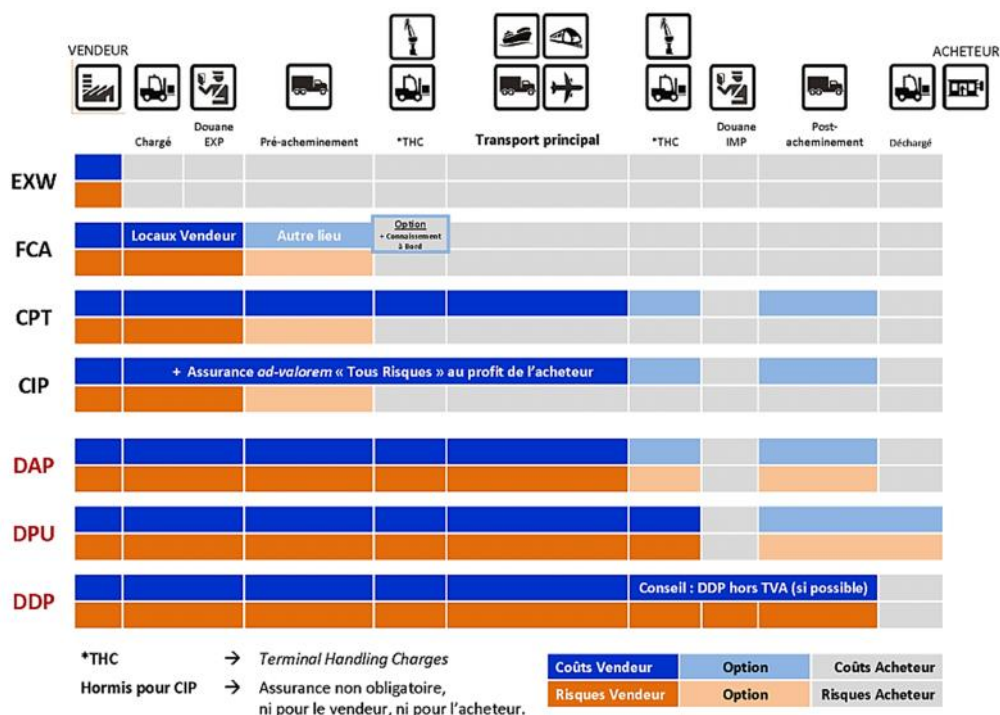 VENDEUR
ACHETEUR
Chargé
Douane
EXP
Pré-acheminement
*THC
Transport principal
*THC
Douane
IMP
Post-
acheminement
Déchargé
EXW
FCA
Locaux Vendeur
Autre lieu
Option
+ Connaissement
à Bord
CPT
CIP
+ Assurance ad-valorem « Tous Risques » au profit de l’acheteur
DAP
DPU
DDP
Conseil : DDP hors TVA (si possible)
*THC → Terminal Handling Charges
Hormis pour CIP → Assurance non obligatoire,
ni pour le vendeur, ni pour l’acheteur.
Coûts Vendeur Option Coûts Acheteur
Risques Vendeur Option Risques Acheteur